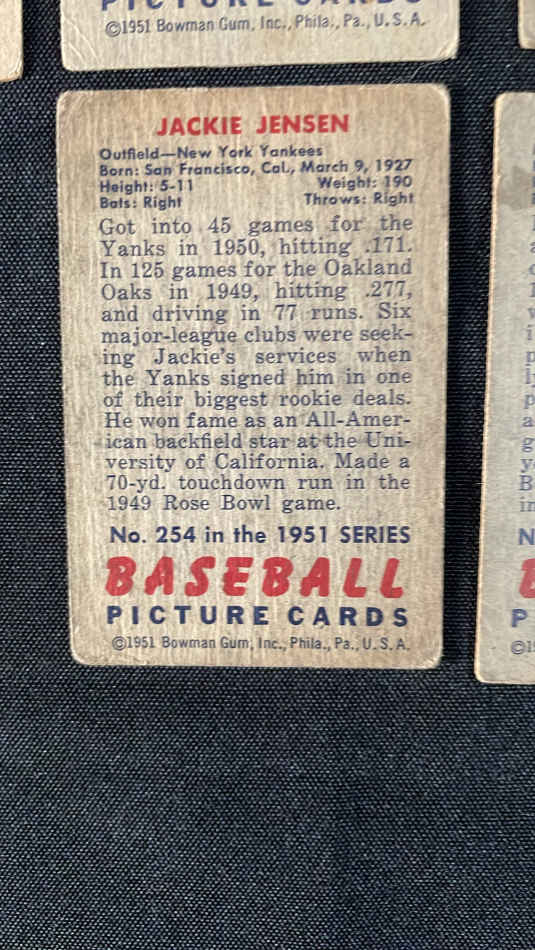 PICTURE CARDS
©1951 Bowman Gum, Inc., Phila., Pa., U. S. A.
JACKIE JENSEN
Outfield—New York Yankees
Born: San Francisco, Cal., March 9, 1927
Height: 5-11 Weight: 190
Bats: Right Throws: Right
Got into 45 games for the
Yanks in 1950, hitting .171.
In 125 games for the Oakland
Oaks in 1949, hitting .277,
and driving in 77 runs. Six
major-league clubs were seek-
ing Jackie's services when
the Yanks signed him in one
of their biggest rookie deals.
He won fame as an All-Amer-
ican backfield star at the Uni-
versity of California. Made a
70-yd. touchdown run in the
1949 Rose Bowl game.
No. 254 in the 1951 SERIES
BASEBALL
PICTURE CARDS
©1951 Bowman Gum, Inc., Phila., Pa., U. S. A.